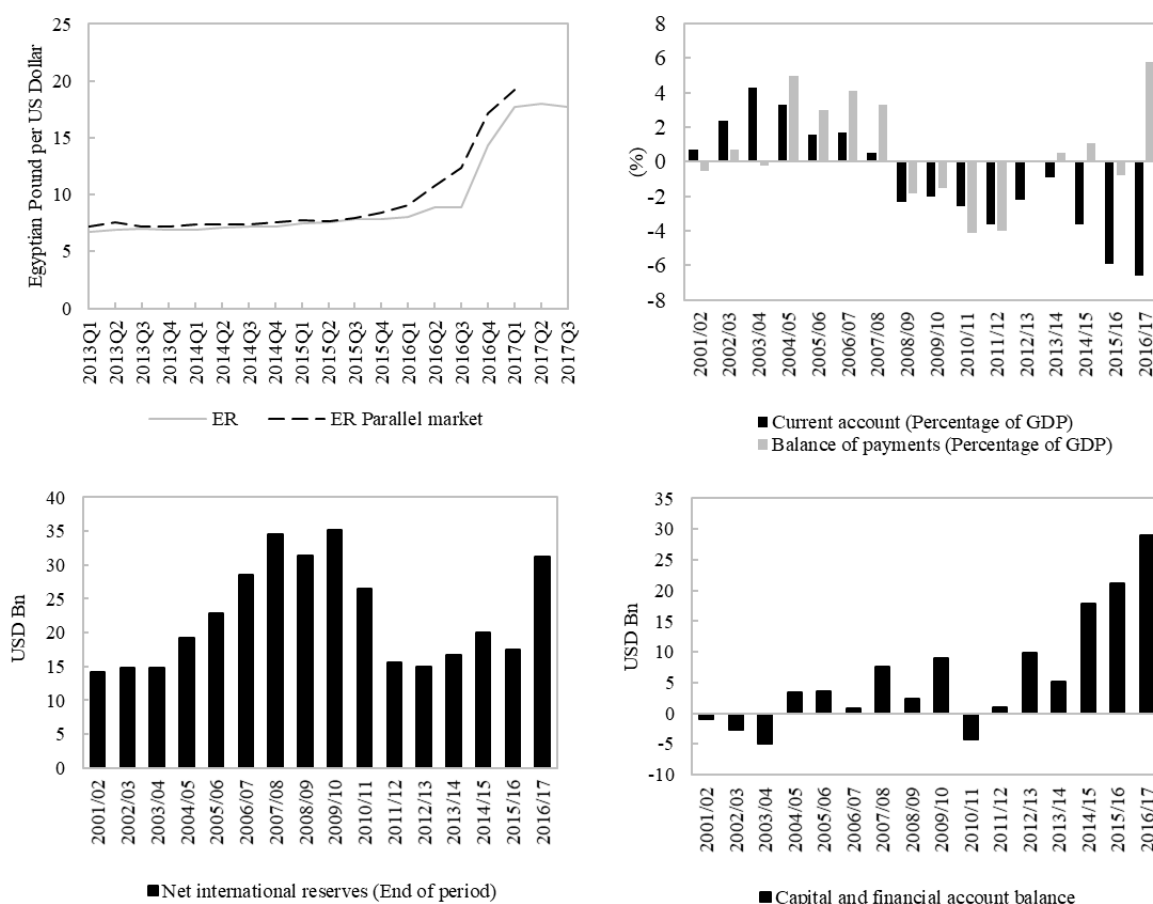 25
20
15
10
5
0
Egyptian Pound per US Dollar
2013Q1
2013Q2
2013Q3
2013Q4
2014Q1
2014Q2
2014Q3
2014Q4
2015Q1
2015Q2
2015Q3
2015Q4
2016Q1
2016Q2
2016Q3
2016Q4
2017Q1
2017Q2
2017Q3
ER
ER Parallel market
8
6
4
2
0
-2
-4
-6
-8
(%)
2001/02
2002/03
2003/04
2004/05
2005/06
2006/07
2007/08
2008/09
2009/10
2010/11
2011/12
2012/13
2013/14
2014/15
2015/16
2016/17
Current account (Percentage of GDP)
Balance of payments (Percentage of GDP)
40
35
30
25
20
15
10
5
0
USD Bn
2001/02
2002/03
2003/04
2004/05
2005/06
2006/07
2007/08
2008/09
2009/10
2010/11
2011/12
2012/13
2013/14
2014/15
2015/16
2016/17
Net international reserves (End of period)
35
30
25
20
15
10
5
0
-5
-10
USD Bn
2001/02
2002/03
2003/04
2004/05
2005/06
2006/07
2007/08
2008/09
2009/10
2010/11
2011/12
2012/13
2013/14
2014/15
2015/16
2016/17
Capital and financial account balance